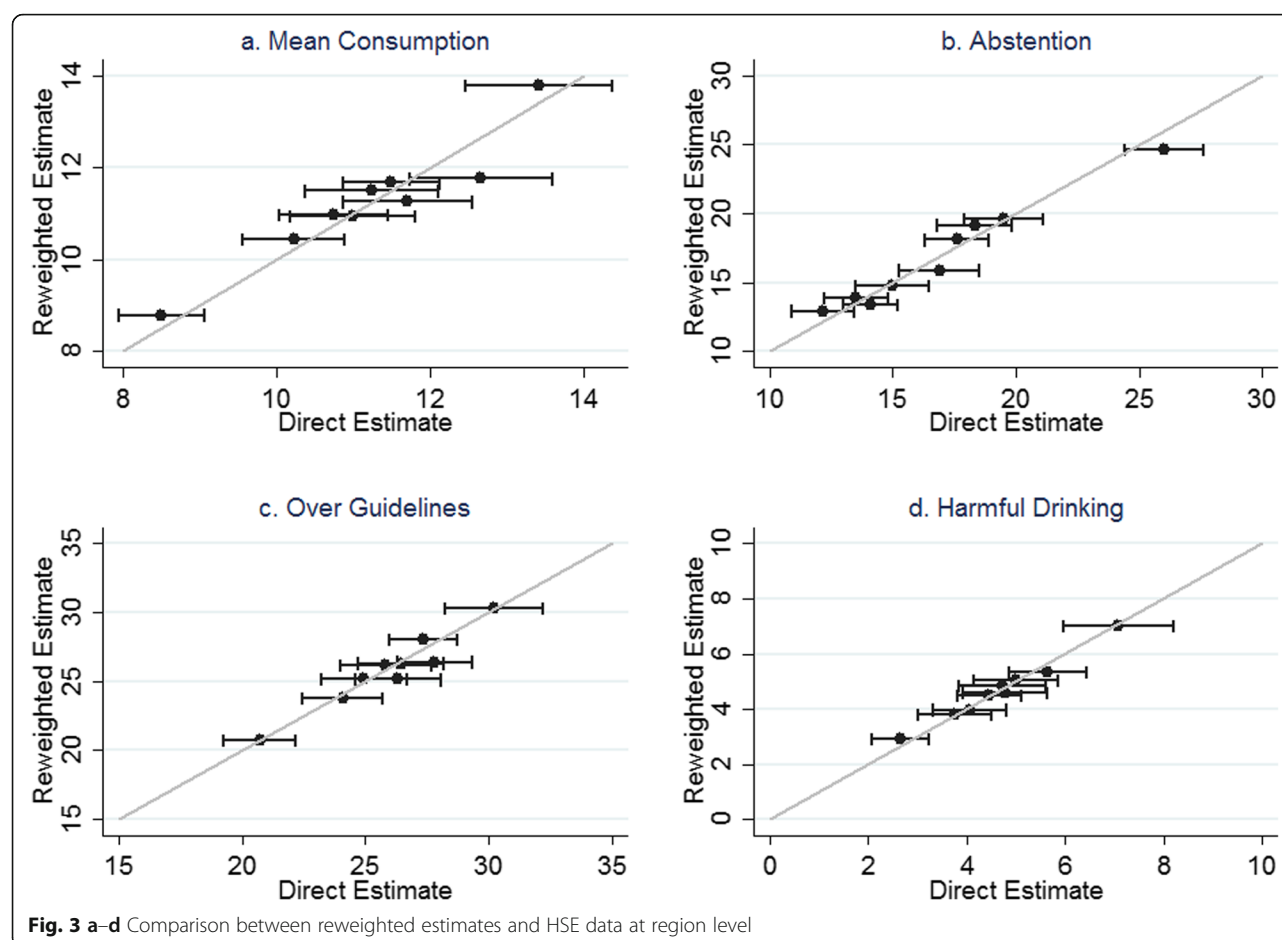 a. Mean Consumption
Reweighted Estimate
14
12
10
8
8 10 12 14
Direct Estimate
b. Abstention
Reweighted Estimate
30
25
20
15
10
10 15 20 25 30
Direct Estimate
c. Over Guidelines
Reweighted Estimate
35
30
25
20
15
15 20 25 30 35
Direct Estimate
d. Harmful Drinking
Reweighted Estimate
10
8
6
4
2
0
0 2 4 6 8 10
Direct Estimate
Fig. 3 a–d Comparison between reweighted estimates and HSE data at region level